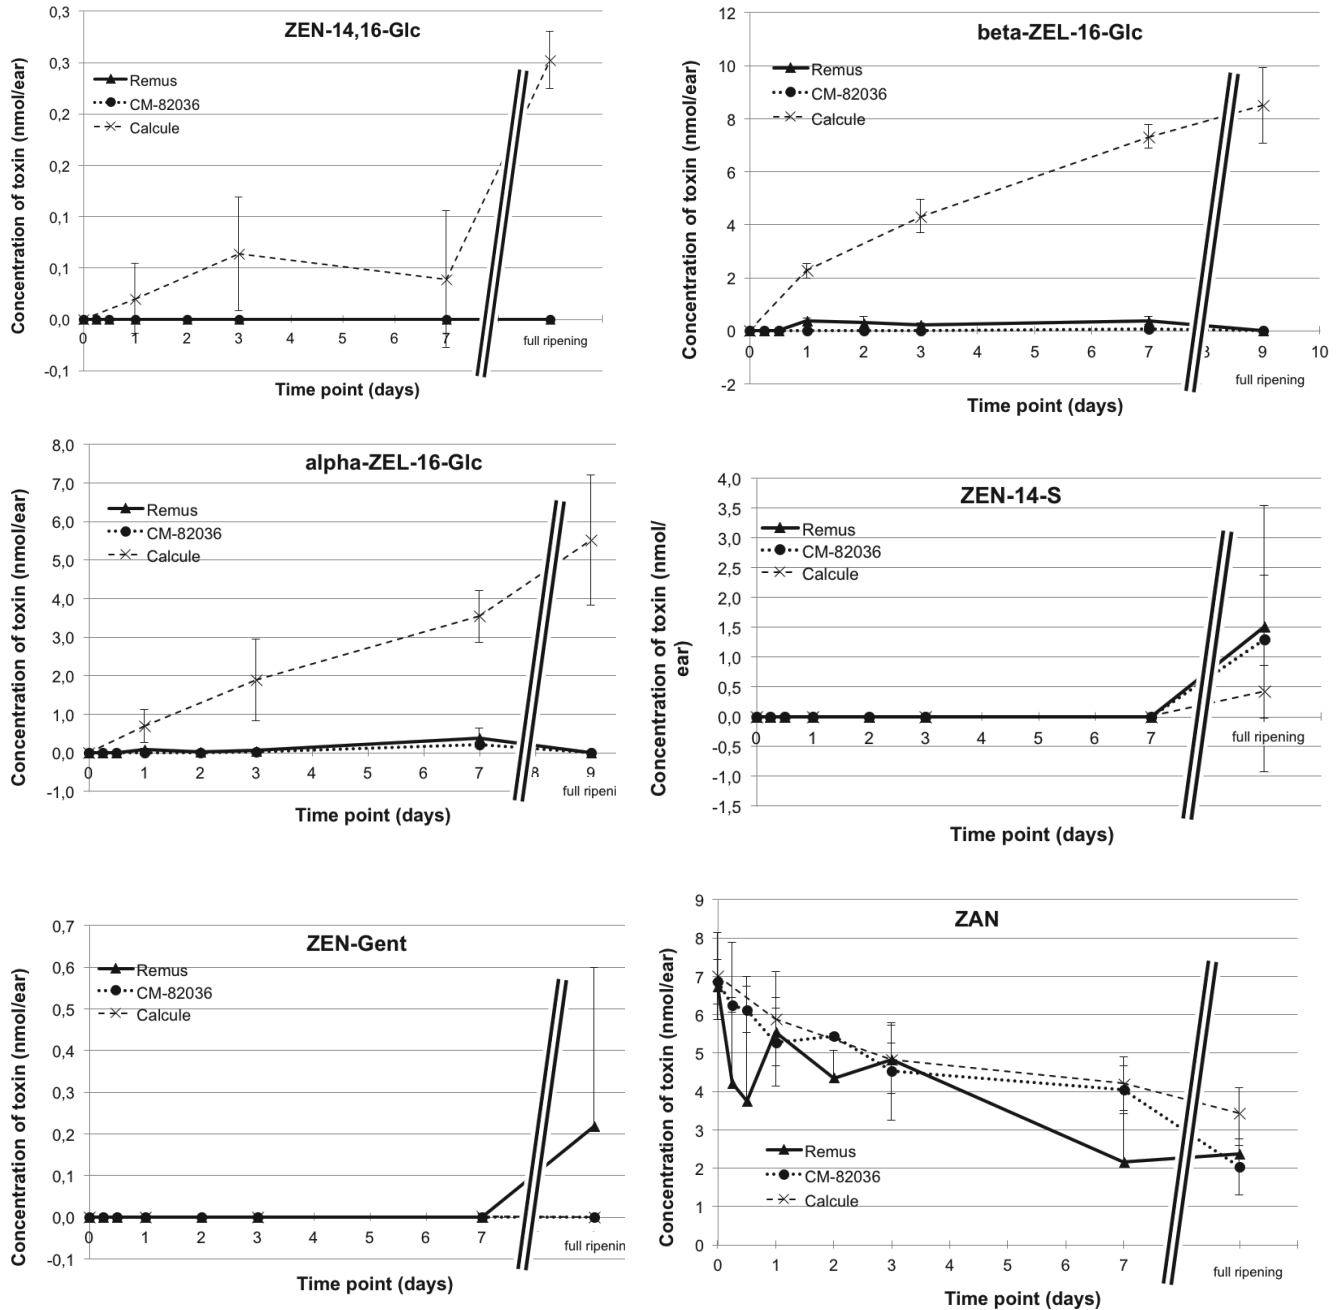 ZEN-14,16-Glc
Concentration of toxin (nmol/ear)
0,3
0,3
0,2
0,2
0,1
0,1
0,0
-0,1
Remus
CM-82036
Calcule
0 1 2 3 4 5 6 7
full ripening
Time point (days)
beta-ZEL-16-Glc
Concentration of toxin (nmol/ear)
12
10
8
6
4
2
0
-2
Remus
CM-82036
Calcule
0 1 2 3 4 5 6 7 8 9 10
full ripening
Time point (days)
alpha-ZEL-16-Glc
Concentration of toxin (nmol/ear)
8,0
7,0
6,0
5,0
4,0
3,0
2,0
1,0
0,0
-1,0
Remus
CM-82036
Calcule
0 1 2 3 4 5 6 7 8 9
full ripeni
Time point (days)
ZEN-14-S
Concentration of toxin (nmol/
ear)
4,0
3,5
3,0
2,5
2,0
1,5
1,0
0,5
0,0
-0,5
-1,0
-1,5
Remus
CM-82036
Calcule
0 1 2 3 4 5 6 7
full ripening
Time point (days)
ZEN-Gent
Concentration of toxin (nmol/ear)
0,7
0,6
0,5
0,4
0,3
0,2
0,1
0,0
-0,1
Remus
CM-82036
Calcule
0 1 2 3 4 5 6 7
full ripenin
Time point (days)
ZAN
Concentration of toxin (nmol/ear)
9
8
7
6
5
4
3
2
1
0
Remus
CM-82036
Calcule
0 1 2 3 4 5 6 7
full ripening
Time point (days)